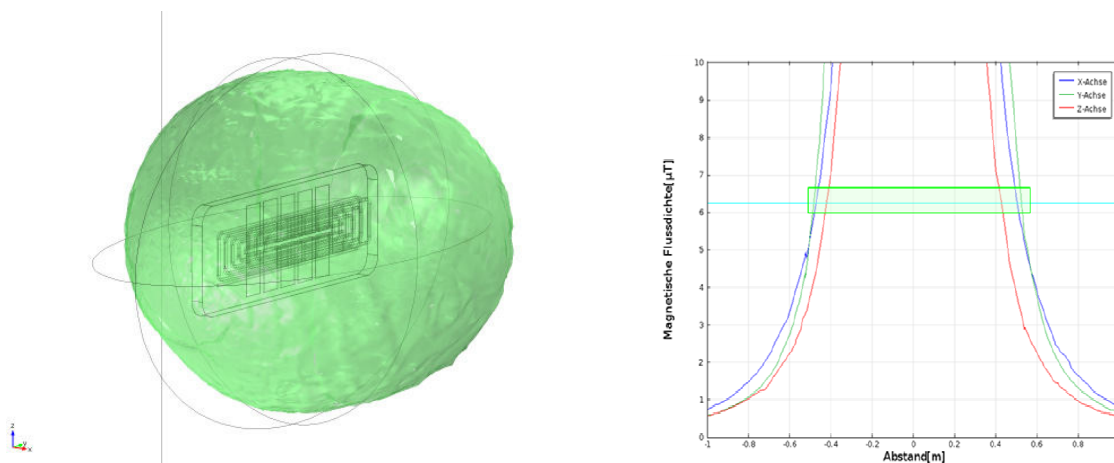 z
y
x
Magnetische Flussdichte[µT]
10
9
8
7
6
5
4
3
2
1
0
X-Achse
Y-Achse
Z-Achse
-1 -0.8 -0.6 -0.4 -0.2 0 0.2 0.4 0.6 0.8
Abstand[m]